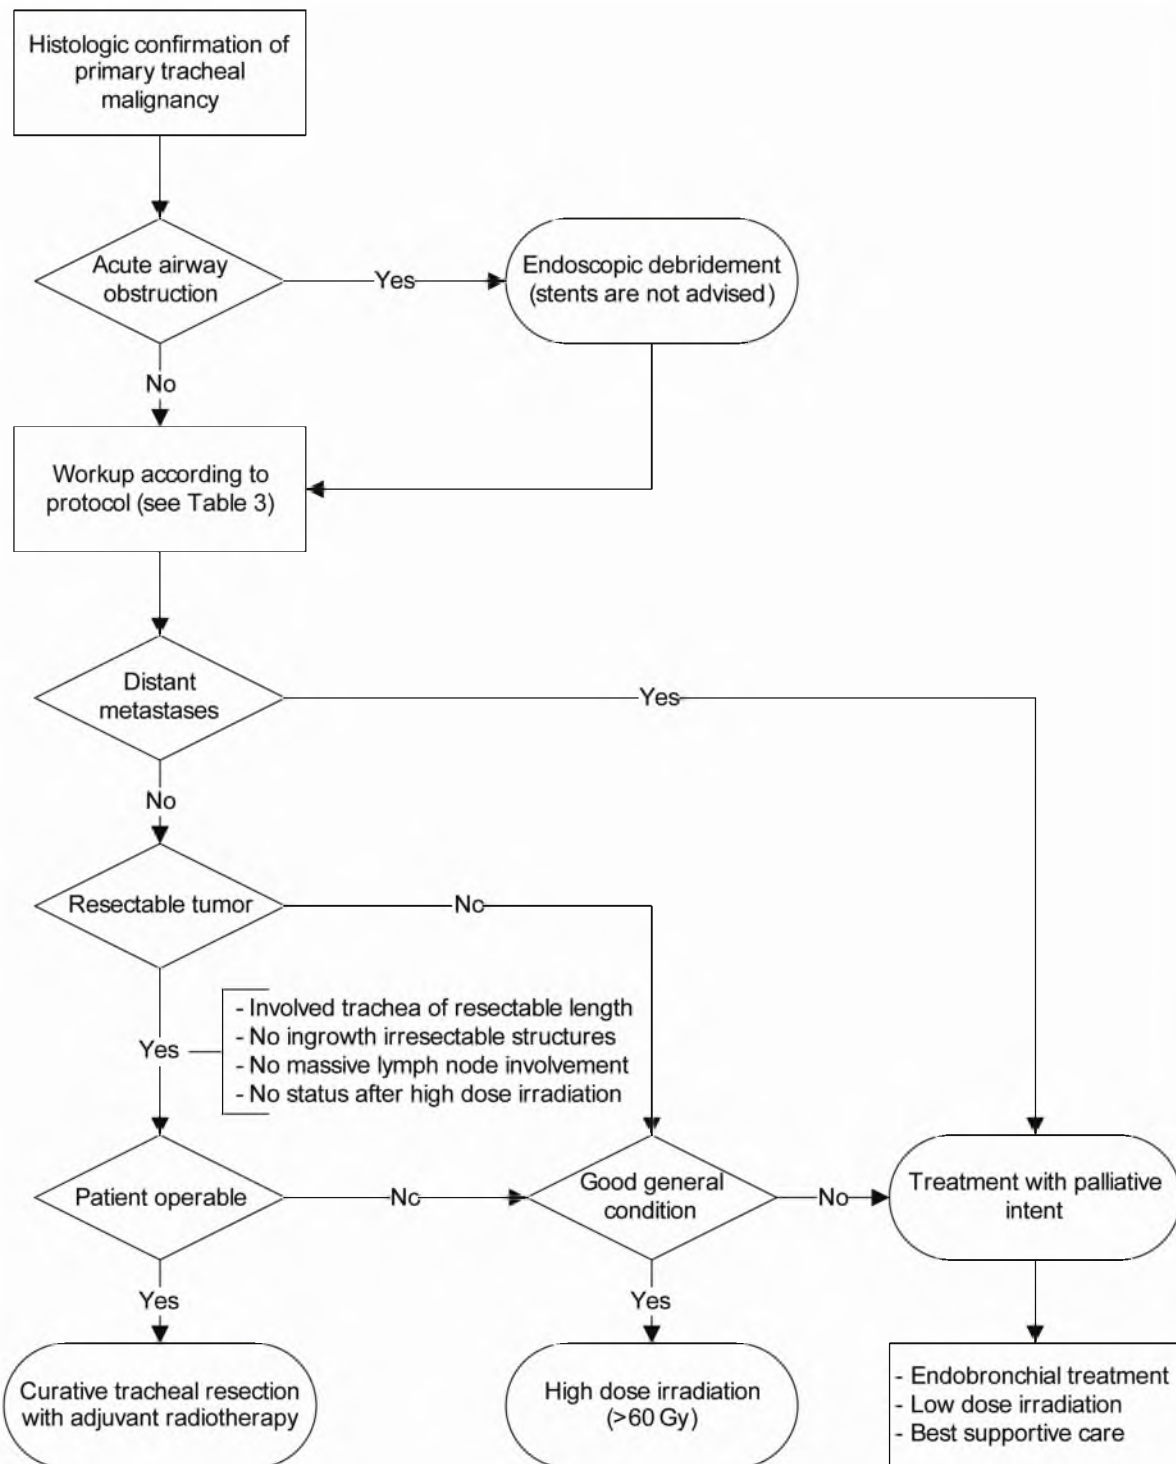 Histologic confirmation of
primary tracheal
malignancy
Acute airway
obstruction
Yes
Endoscopic debridement
(stents are not advised)
No
Workup according to
protocol (see Table 3)
Distant
metastases
Yes
No
Resectable tumor
No
- Involved trachea of resectable length
- No ingrowth irresectable structures
- No massive lymph node involvement
- No status after high dose irradiation
Yes
Patient operable
No
Good general
condition
No
Treatment with palliative
intent
Yes
Yes
Curative tracheal resection
with adjuvant radiotherapy
High dose irradiation
(>60 Gy)
- Endobronchial treatment
- Low dose irradiation
- Best supportive care